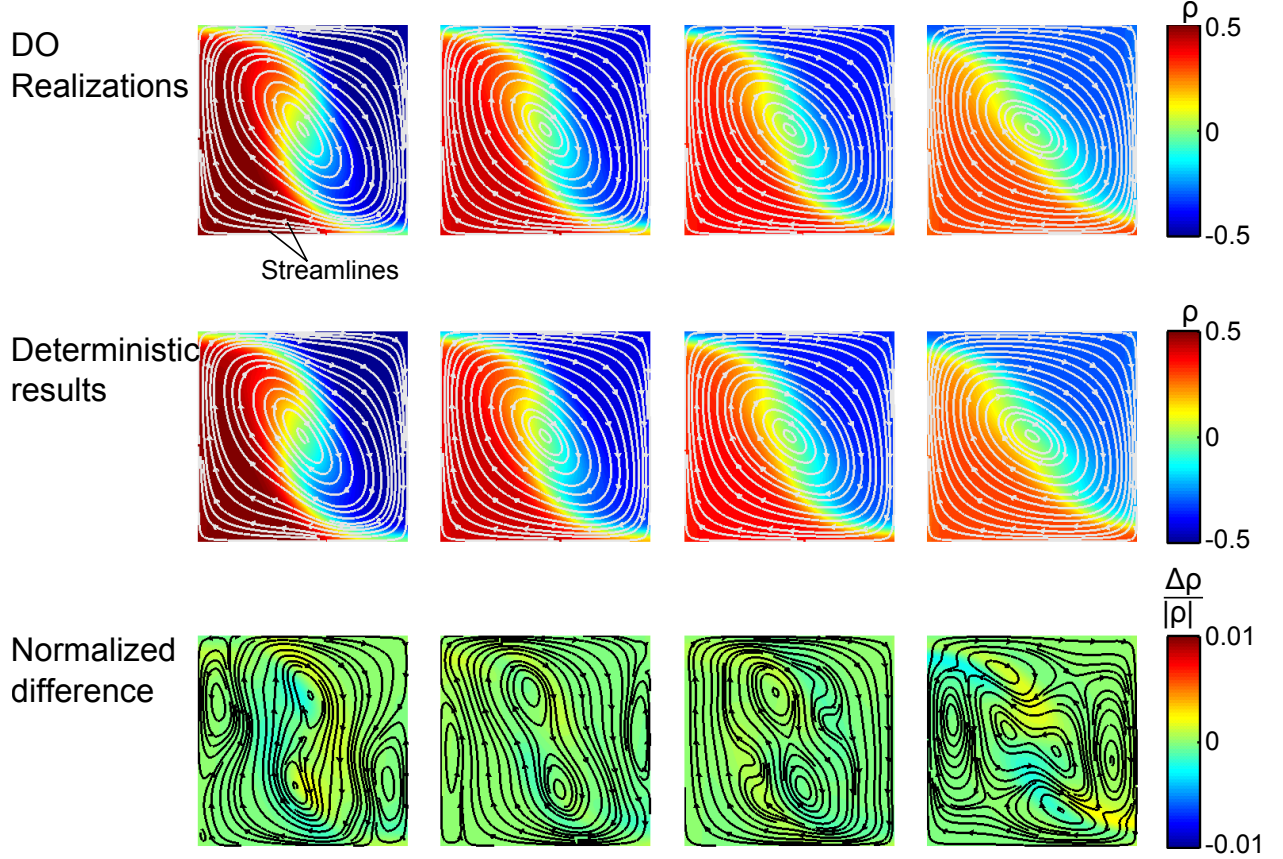 DO
Realizations
ρ
0.5
0
-0.5
Streamlines
Deterministic
results
ρ
0.5
0
-0.5
Normalized
difference
Δρ
|ρ|
0.01
0
-0.01